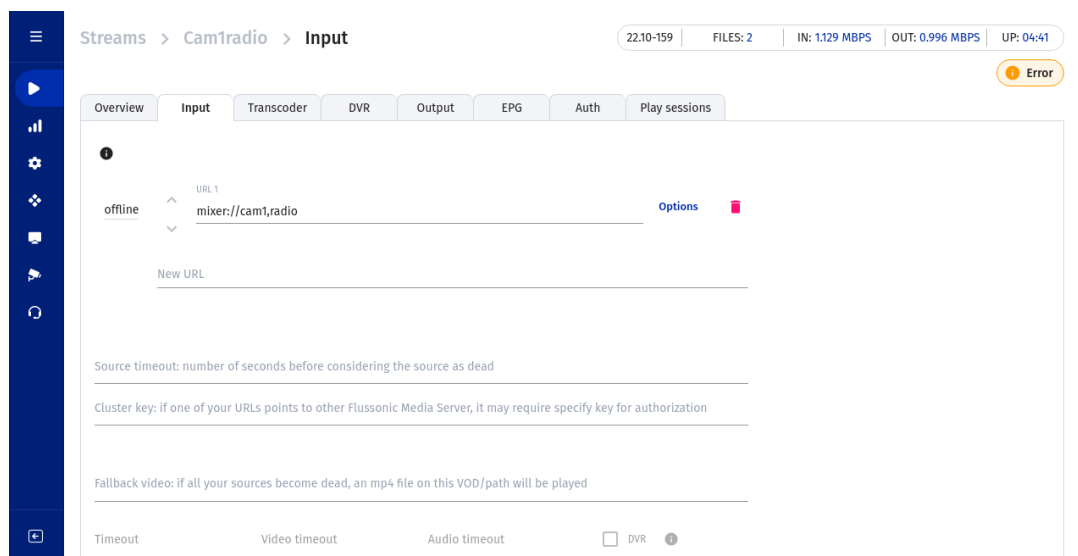 Streams > Cam1radio > Input
22.10-159 FILES: 2 IN: 1.129 MBPS OUT: 0.996 MBPS UP: 04:41
Error
Overview Input Transcoder DVR Output EPG Auth Play sessions
URL 1
offline mixer://cam1,radio Options
New URL
Source timeout: number of seconds before considering the source as dead
Cluster key: if one of your URLs points to other Flussonic Media Server, it may require specify key for authorization
Fallback video: if all your sources become dead, an mp4 file on this VOD/path will be played
Timeout Video timeout Audio timeout DVR